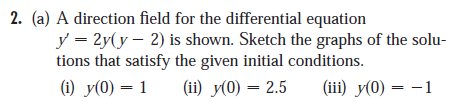 2. (a) A direction field for the differential equation
y′ = 2y(y − 2) is shown. Sketch the graphs of the solu-
tions that satisfy the given initial conditions.
(i) y(0) = 1 (ii) y(0) = 2.5 (iii) y(0) = −1